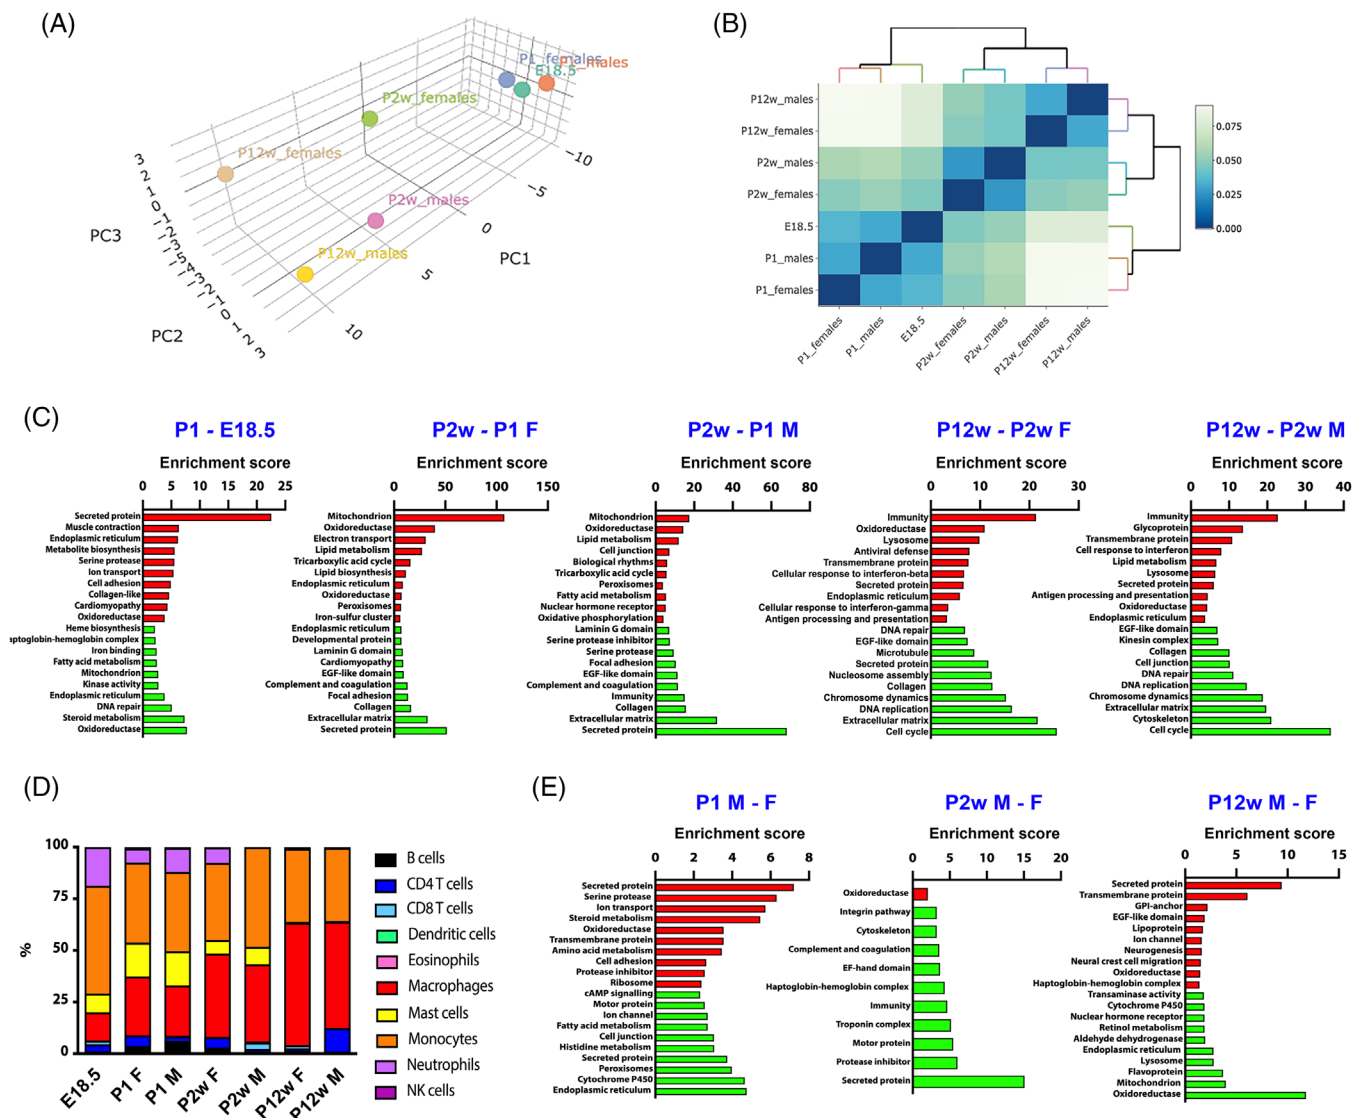 (A)
P1_females
P1_males
E18.5
P2w_females
P12w_females
P2w_males
P12w_males
PC3
PC2
PC1
-10
-5
0
5
10
(B)
P12w_males
P12w_females
P2w_males
P2w_females
E18.5
P1_males
P1_females
P1_females
P1_males
E18.5
P2w_females
P2w_males
P12w_females
P12w_males
0.075
0.050
0.025
0.000
(C)
P1 - E18.5
Enrichment score
0 5 10 15 20 25
Secreted protein
Muscle contraction
Endoplasmic reticulum
Metabolite biosynthesis
Serine protease
Ion transport
Cell adhesion
Collagen-like
Cardiomyopathy
Oxidoreductase
Heme biosynthesis
aptoglobin-hemoglobin complex
Iron binding
Fatty acid metabolism
Mitochondrion
Kinase activity
Endoplasmic reticulum
DNA repair
Steroid metabolism
Oxidoreductase
P2w - P1 F
Enrichment score
0 50 100 150
Mitochondrion
Oxidoreductase
Electron transport
Lipid metabolism
Tricarboxylic acid cycle
Lipid biosynthesis
Endoplasmic reticulum
Oxidoreductase
Peroxisomes
Iron-sulfur cluster
Endoplasmic reticulum
Developmental protein
Laminin G domain
Cardiomyopathy
EGF-like domain
Complement and coagulation
Focal adhesion
Collagen
Extracellular matrix
Secreted protein
P2w - P1 M
Enrichment score
0 20 40 60 80
Mitochondrion
Oxidoreductase
Lipid metabolism
Cell junction
Biological rhythms
Tricarboxylic acid cycle
Peroxisomes
Fatty acid metabolism
Nuclear hormone receptor
Oxidative phosphorylation
Laminin G domain
Serine protease inhibitor
Serine protease
Focal adhesion
EGF-like domain
Complement and coagulation
Immunity
Collagen
Extracellular matrix
Secreted protein
P12w - P2w F
Enrichment score
0 10 20 30
Immunity
Oxidoreductase
Lysosome
Antiviral defense
Transmembrane protein
Cellular response to interferon-beta
Secreted protein
Endoplasmic reticulum
Cellular response to interferon-gamma
Antigen processing and presentation
DNA repair
EGF-like domain
Microtubule
Secreted protein
Nucleosome assembly
Collagen
Chromosome dynamics
DNA replication
Extracellular matrix
Cell cycle
P12w - P2w M
Enrichment score
0 10 20 30 40
Immunity
Glycoprotein
Transmembrane protein
Cell response to interferon
Lipid metabolism
Lysosome
Secreted protein
Antigen processing and presentation
Oxidoreductase
Endoplasmic reticulum
EGF-like domain
Kinesin complex
Collagen
Cell junction
DNA repair
DNA replication
Chromosome dynamics
Extracellular matrix
Cytoskeleton
Cell cycle
(D)
%
100
75
50
25
0
E18.5
P1 F
P1 M
P2w F
P2w M
P12w F
P12w M
B cells
CD4 T cells
CD8 T cells
Dendritic cells
Eosinophils
Macrophages
Mast cells
Monocytes
Neutrophils
NK cells
(E)
P1 M - F
Enrichment score
0 2 4 6 8
Secreted protein
Serine protease
Ion transport
Steroid metabolism
Oxidoreductase
Transmembrane protein
Amino acid metabolism
Cell adhesion
Protease inhibitor
Ribosome
cAMP signalling
Motor protein
Ion channel
Fatty acid metabolism
Cell junction
Histidine metabolism
Secreted protein
Peroxisomes
Cytochrome P450
Endoplasmic reticulum
P2w M - F
Enrichment score
0 5 10 15 20
Oxidoreductase
Integrin pathway
Cytoskeleton
Complement and coagulation
EF-hand domain
Haptoglobin-hemoglobin complex
Immunity
Troponin complex
Motor protein
Protease inhibitor
Secreted protein
P12w M - F
Enrichment score
0 5 10 15
Secreted protein
Transmembrane protein
GPI-anchor
EGF-like domain
Lipoprotein
Ion channel
Neurogenesis
Neural crest cell migration
Oxidoreductase
Haptoglobin-hemoglobin complex
Transaminase activity
Cytochrome P450
Nuclear hormone receptor
Retinol metabolism
Aldehyde dehydrogenase
Endoplasmic reticulum
Lysosome
Flavoprotein
Mitochondrion
Oxidoreductase